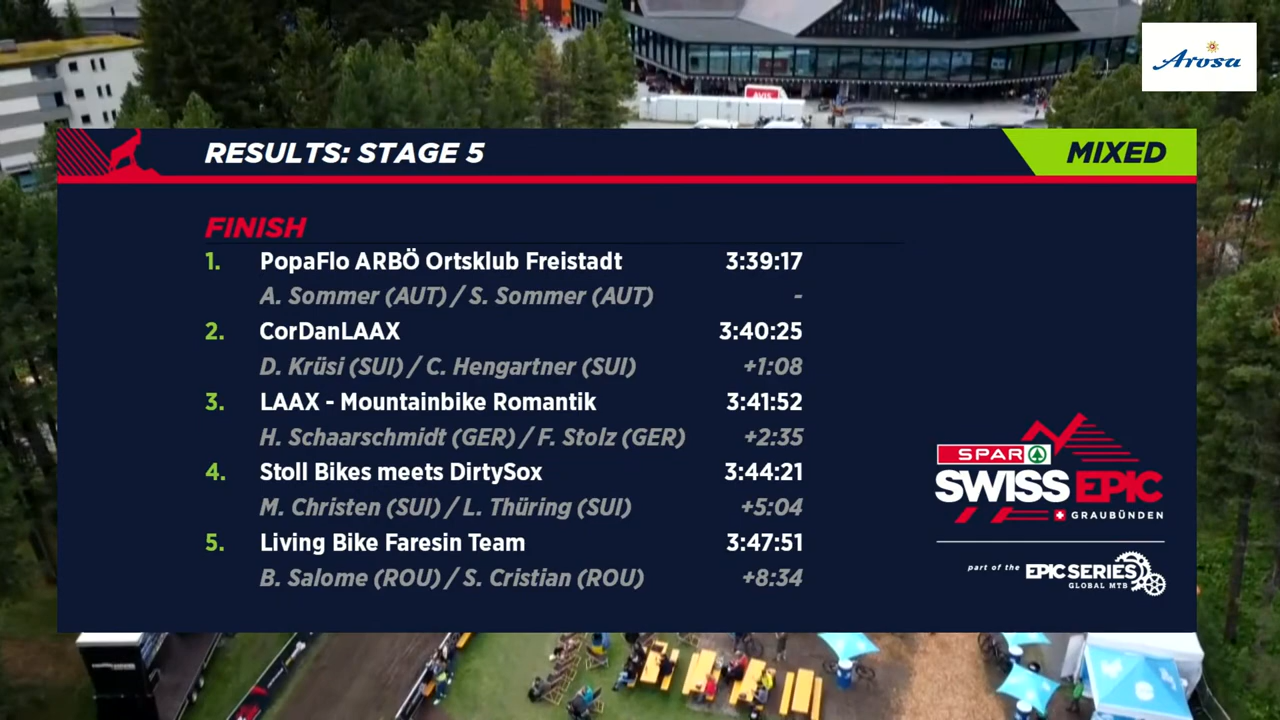 Arosa
AVIS
RESULTS: STAGE 5
MIXED
FINISH
1. PopaFlo ARBÖ Ortsklub Freistadt 3:39:17
A. Sommer (AUT) / S. Sommer (AUT) -
2. CorDanLAAX 3:40:25
D. Krüsi (SUI) / C. Hengartner (SUI) +1:08
3. LAAX - Mountainbike Romantik 3:41:52
H. Schaarschmidt (GER) / F. Stolz (GER) +2:35
4. Stoll Bikes meets DirtySox 3:44:21
M. Christen (SUI) / L. Thüring (SUI) +5:04
5. Living Bike Faresin Team 3:47:51
B. Salome (ROU) / S. Cristian (ROU) +8:34
SPAR
SWISS EPIC
GRAUBÜNDEN
part of the EPIC SERIES
GLOBAL MTB